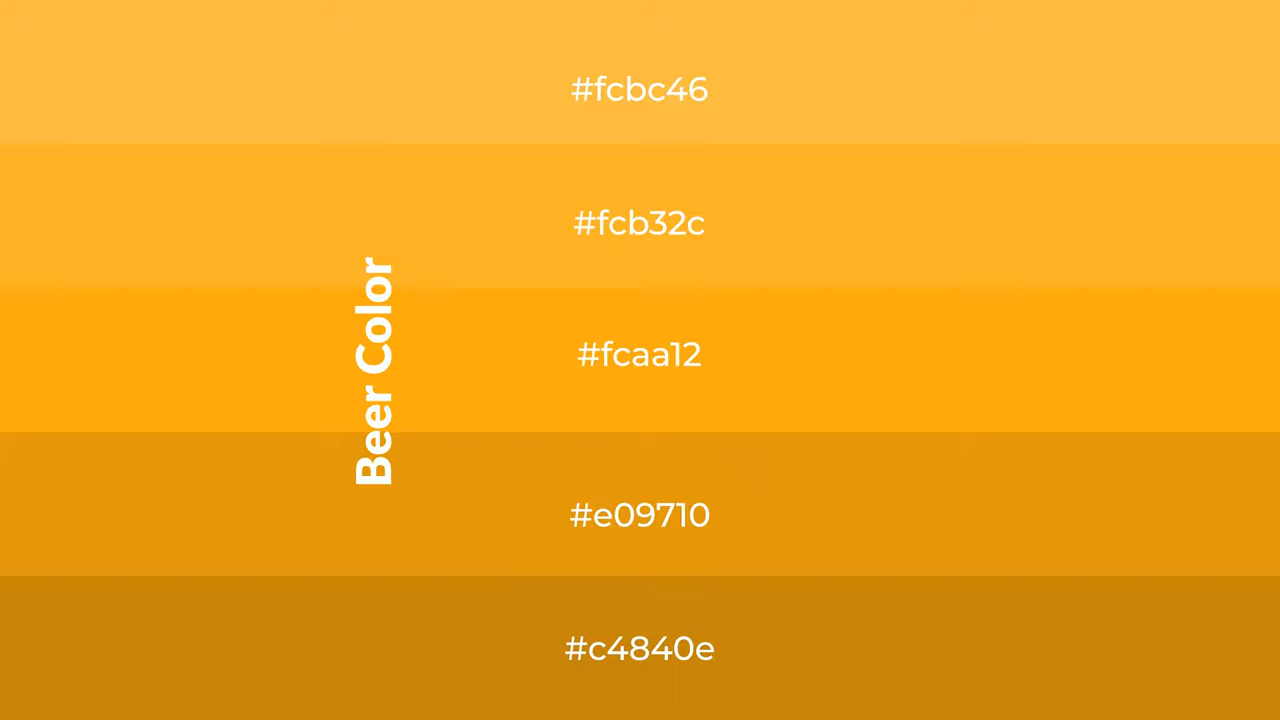 #fcbc46
#fcb32c
Beer Color
#fcaa12
#e09710
#c4840e